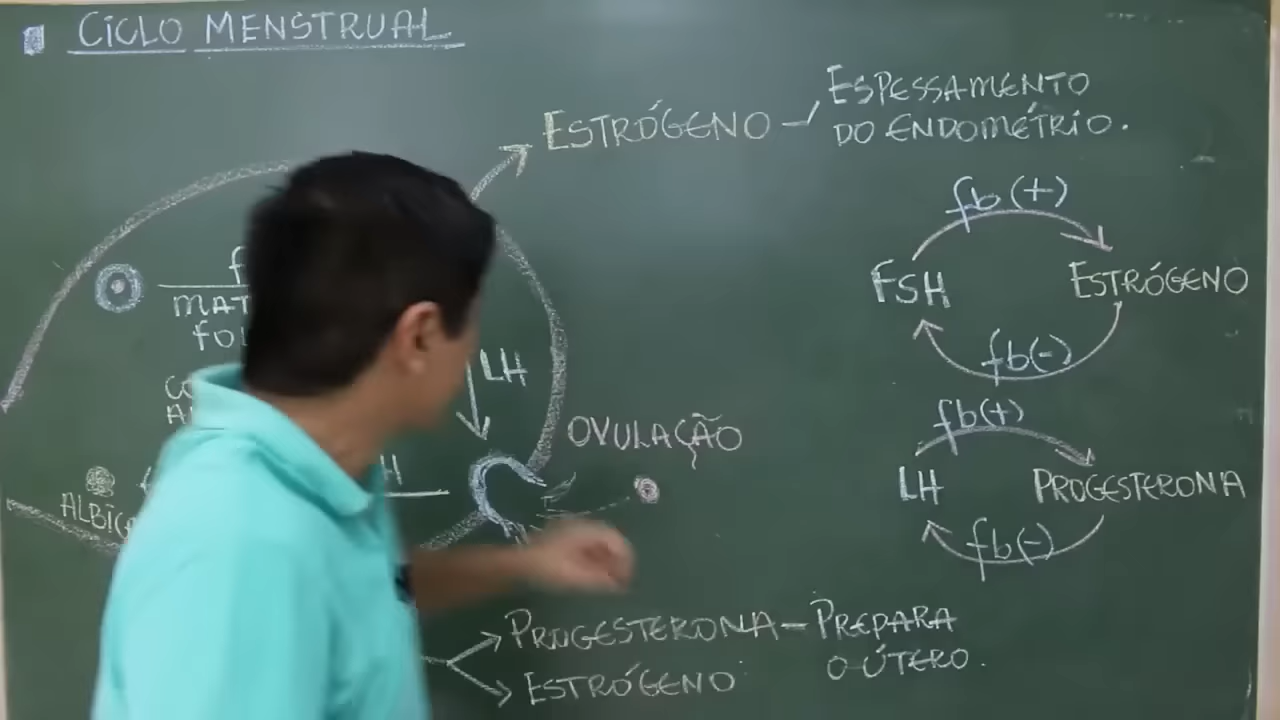 CICLO MENSTRUAL
ESTRÓGENO - ESPESSAMENTO
DO ENDOMÉTRIO.
fb (+)
FSH ESTRÓGENO
fb (-)
LH
OVULAÇÃO
fb (+)
LH PROGESTERONA
fb (-)
PROGESTERONA - PREPARA
O ÚTERO.
ESTRÓGENO